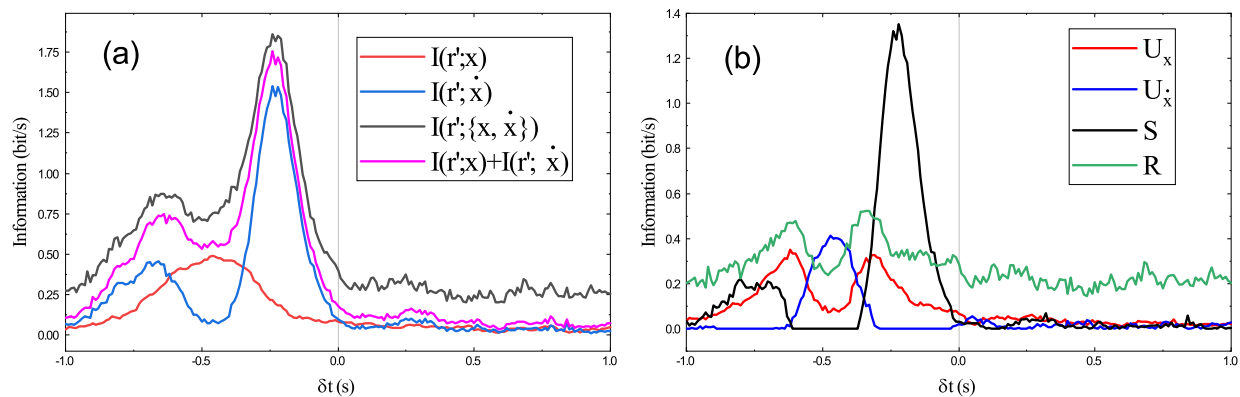 (a)
I(r';x)
I(r';ẋ)
I(r';{x, ẋ})
I(r';x)+I(r'; ẋ)
Information (bit/s)
1.75
1.50
1.25
1.00
0.75
0.50
0.25
0.00
-1.0
-0.5
0.0
0.5
1.0
δt (s)
(b)
Uₓ
U_ẋ
S
R
Information (bit/s)
1.4
1.2
1.0
0.8
0.6
0.4
0.2
0.0
-1.0
-0.5
0.0
0.5
1.0
δt (s)